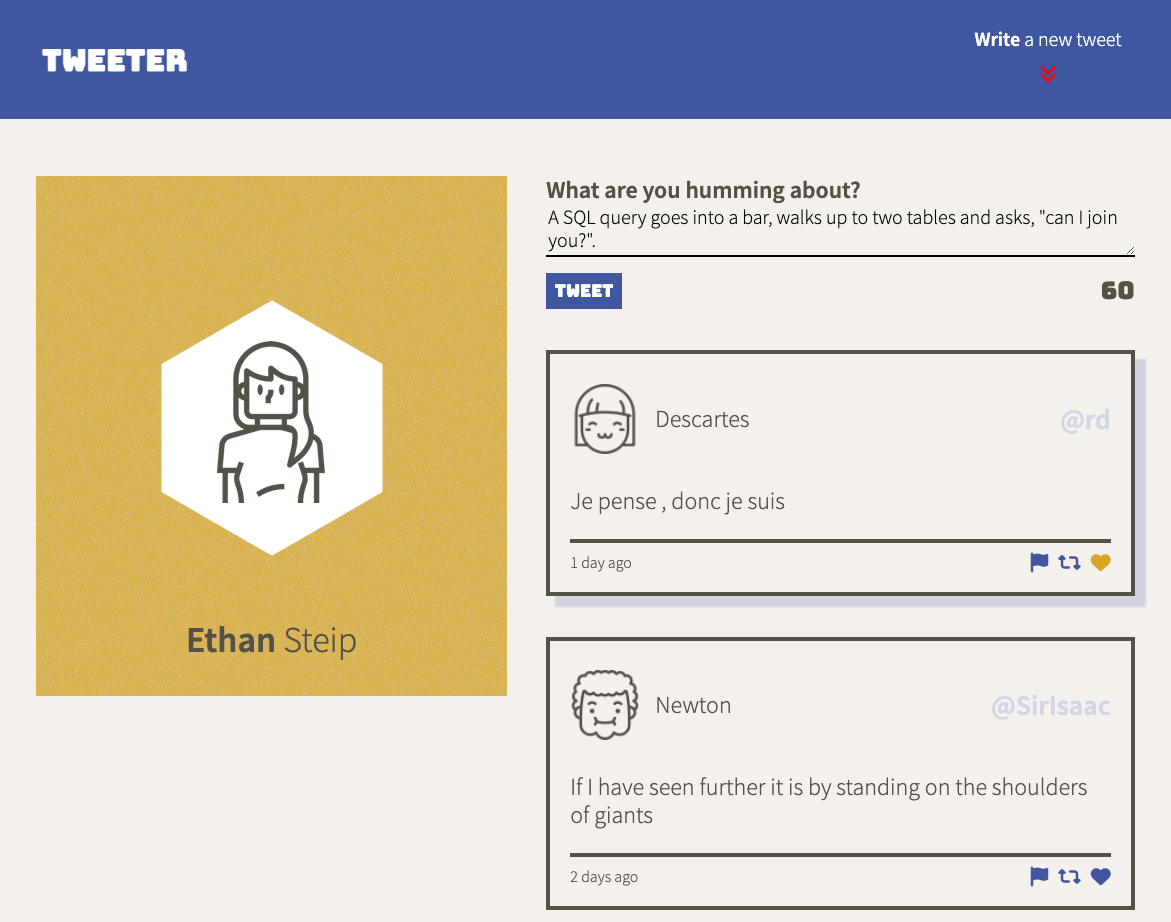 TWEETER
Write a new tweet
Ethan Steip
What are you humming about?
A SQL query goes into a bar, walks up to two tables and asks, "can I join
you?".
TWEET
60
Descartes
@rd
Je pense , donc je suis
1 day ago
Newton
@SirIsaac
If I have seen further it is by standing on the shoulders
of giants
2 days ago